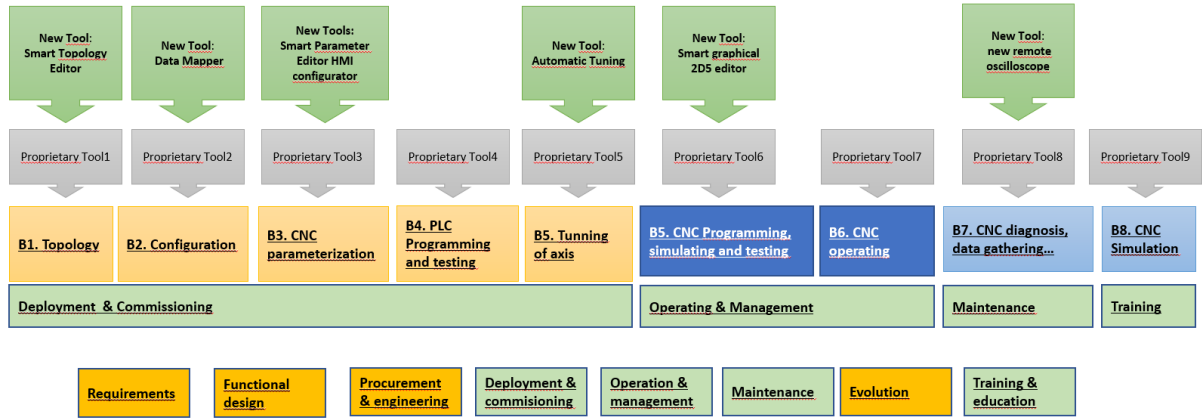 New Tool:
Smart Topology
Editor
New Tool:
Data Mapper
New Tools:
Smart Parameter
Editor HMI
configurator
New Tool:
Automatic Tuning
New Tool:
Smart graphical
2D5 editor
New Tool:
new remote
oscilloscope
Proprietary Tool1
Proprietary Tool2
Proprietary Tool3
Proprietary Tool4
Proprietary Tool5
Proprietary Tool6
Proprietary Tool7
Proprietary Tool8
Proprietary Tool9
B1. Topology
B2. Configuration
B3. CNC
parameterization
B4. PLC
Programming
and testing
B5. Tunning
of axis
B5. CNC Programming,
simulating and testing
B6. CNC
operating
B7. CNC diagnosis,
data gathering...
B8. CNC
Simulation
Deployment & Commissioning
Operating & Management
Maintenance
Training
Requirements
Functional
design
Procurement
& engineering
Deployment &
commisioning
Operation &
management
Maintenance
Evolution
Training &
education